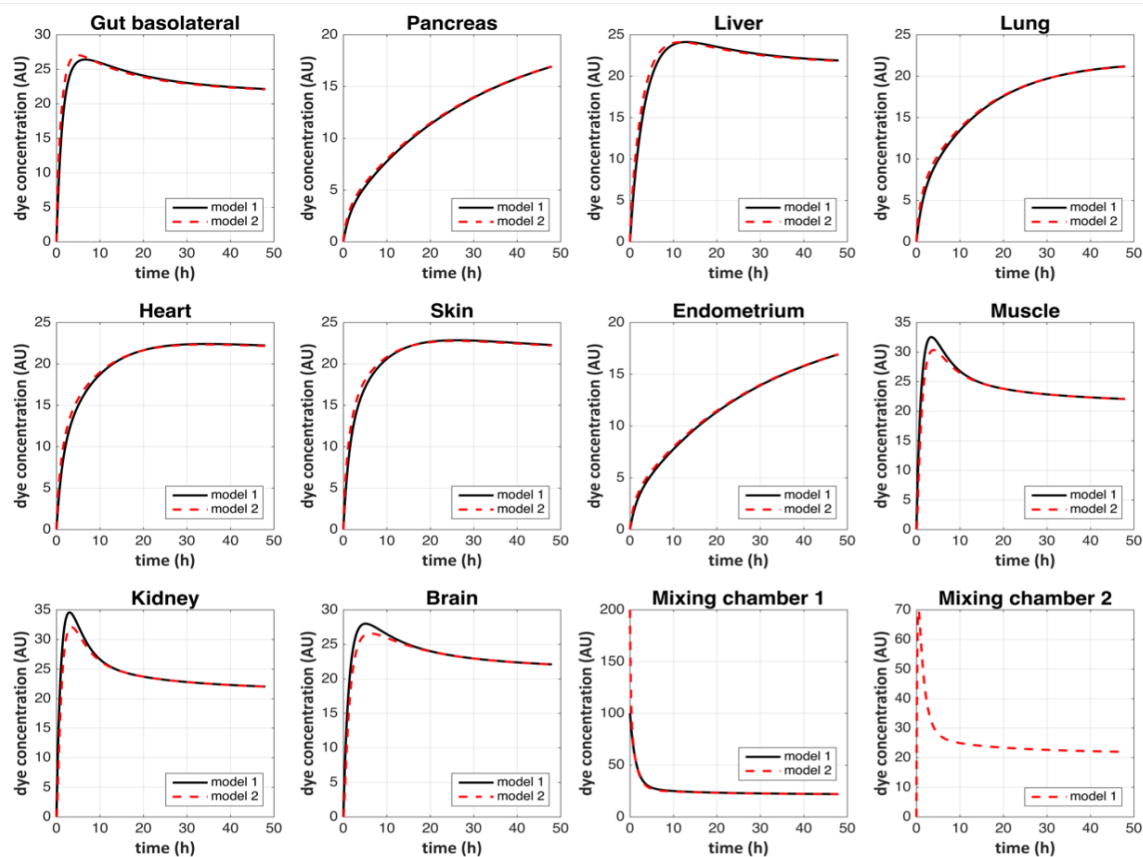 Gut basolateral
dye concentration (AU)
30
25
20
15
10
5
0
model 1
model 2
0 10 20 30 40 50
time (h)
Pancreas
dye concentration (AU)
20
15
10
5
0
model 1
model 2
0 10 20 30 40 50
time (h)
Liver
dye concentration (AU)
25
20
15
10
5
0
model 1
model 2
0 10 20 30 40 50
time (h)
Lung
dye concentration (AU)
25
20
15
10
5
0
model 1
model 2
0 10 20 30 40 50
time (h)
Heart
dye concentration (AU)
25
20
15
10
5
0
model 1
model 2
0 10 20 30 40 50
time (h)
Skin
dye concentration (AU)
25
20
15
10
5
0
model 1
model 2
0 10 20 30 40 50
time (h)
Endometrium
dye concentration (AU)
20
15
10
5
0
model 1
model 2
0 10 20 30 40 50
time (h)
Muscle
dye concentration (AU)
35
30
25
20
15
10
5
0
model 1
model 2
0 10 20 30 40 50
time (h)
Kidney
dye concentration (AU)
35
30
25
20
15
10
5
0
model 1
model 2
0 10 20 30 40 50
time (h)
Brain
dye concentration (AU)
30
25
20
15
10
5
0
model 1
model 2
0 10 20 30 40 50
time (h)
Mixing chamber 1
dye concentration (AU)
200
150
100
50
0
model 1
model 2
0 10 20 30 40 50
time (h)
Mixing chamber 2
dye concentration (AU)
70
60
50
40
30
20
10
0
model 1
0 10 20 30 40 50
time (h)